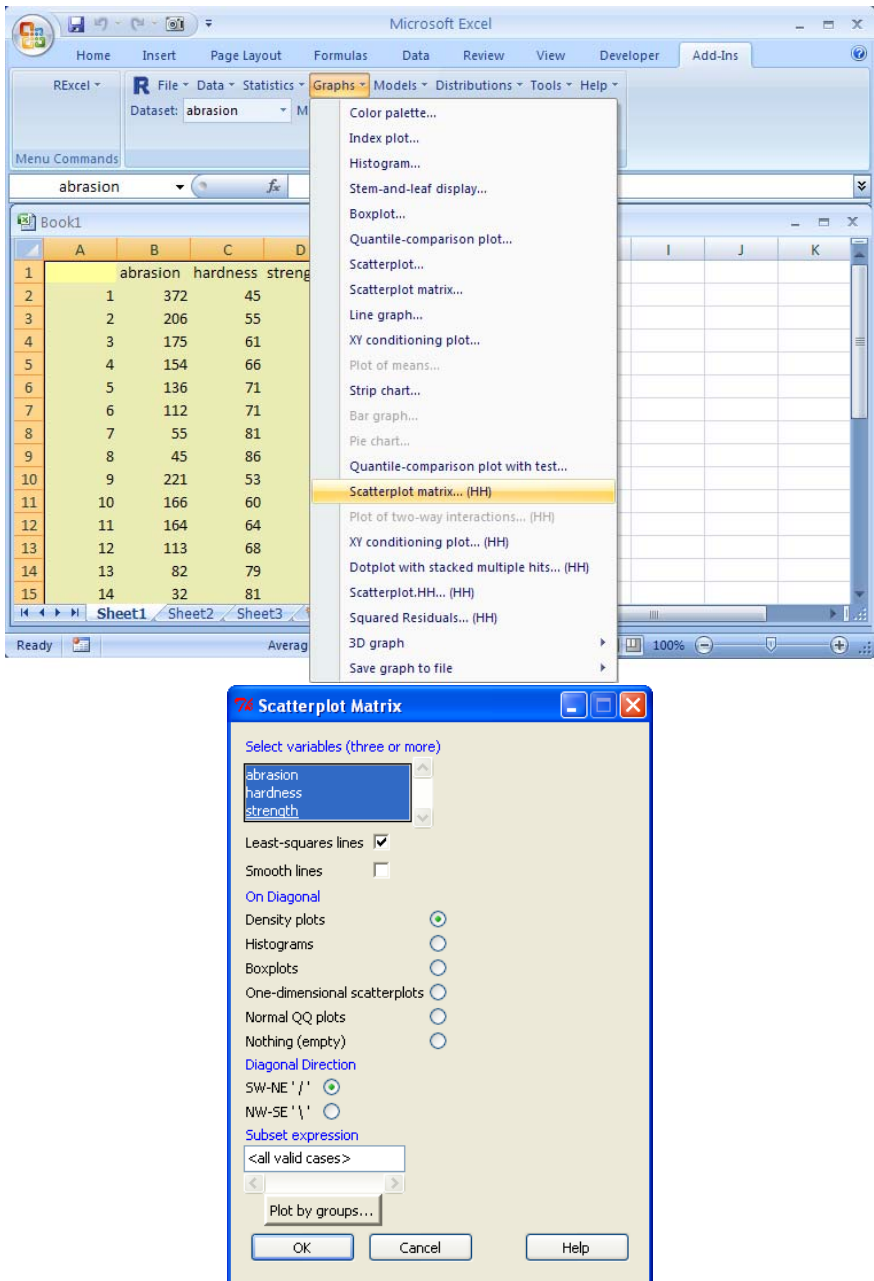 Microsoft Excel
Home Insert Page Layout Formulas Data Review View Developer Add-Ins
RExcel R File Data Statistics Graphs Models Distributions Tools Help
Dataset: abrasion M
Menu Commands
abrasion fx
Color palette...
Index plot...
Histogram...
Stem-and-leaf display...
Boxplot...
Quantile-comparison plot...
Scatterplot...
Scatterplot matrix...
Line graph...
XY conditioning plot...
Plot of means...
Strip chart...
Bar graph...
Pie chart...
Quantile-comparison plot with test...
Scatterplot matrix... (HH)
Plot of two-way interactions... (HH)
XY conditioning plot... (HH)
Dotplot with stacked multiple hits... (HH)
Scatterplot.HH... (HH)
Squared Residuals... (HH)
3D graph
Save graph to file
Book1
A B C D I J K
1 abrasion hardness streng
2 1 372 45
3 2 206 55
4 3 175 61
5 4 154 66
6 5 136 71
7 6 112 71
8 7 55 81
9 8 45 86
10 9 221 53
11 10 166 60
12 11 164 64
13 12 113 68
14 13 82 79
15 14 32 81
Sheet1 Sheet2 Sheet3
Ready Averag 100%
Scatterplot Matrix
Select variables (three or more)
abrasion
hardness
strength
Least-squares lines
Smooth lines
On Diagonal
Density plots
Histograms
Boxplots
One-dimensional scatterplots
Normal QQ plots
Nothing (empty)
Diagonal Direction
SW-NE '/'
NW-SE '\'
Subset expression
<all valid cases>
Plot by groups...
OK Cancel Help